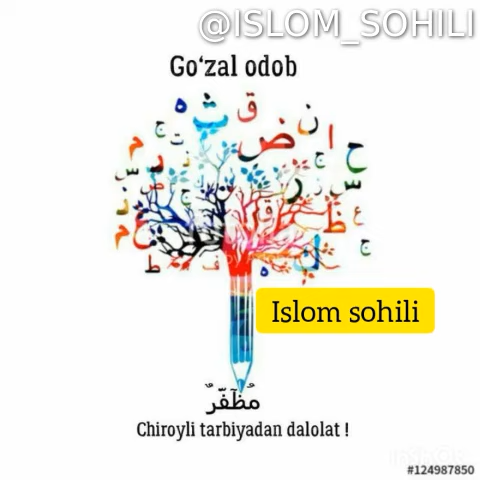 @ISLOM_SOHILI
Go‘zal odob
Islom sohili
مُظَفَّرٌ
Chiroyli tarbiyadan dalolat !
#124987850